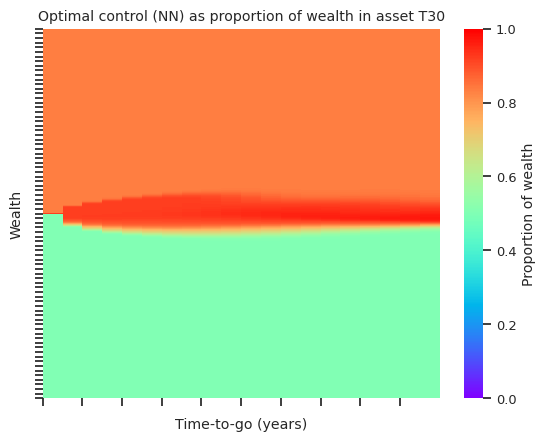 Optimal control (NN) as proportion of wealth in asset T30
Wealth
Time-to-go (years)
1.0
0.8
0.6
0.4
0.2
0.0
Proportion of wealth